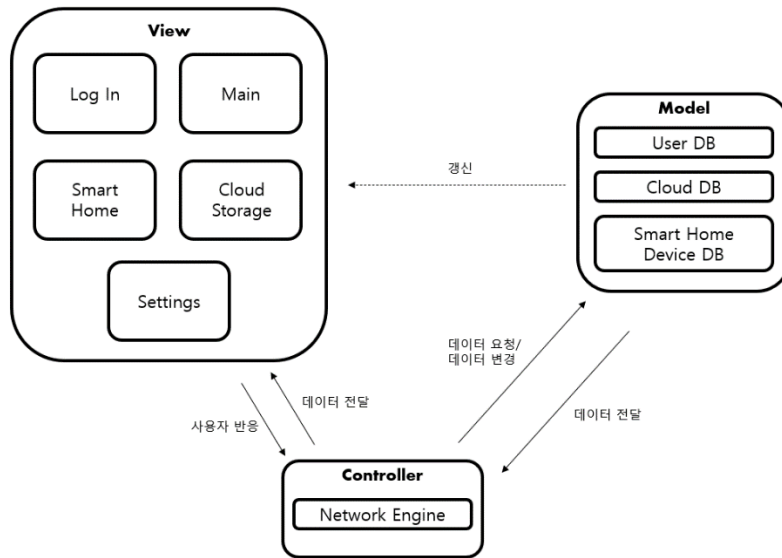 View
Log In
Main
Smart
Home
Cloud
Storage
Settings
Model
User DB
Cloud DB
Smart Home
Device DB
갱신
데이터 요청/
데이터 변경
데이터 전달
사용자 반응
데이터 전달
Controller
Network Engine